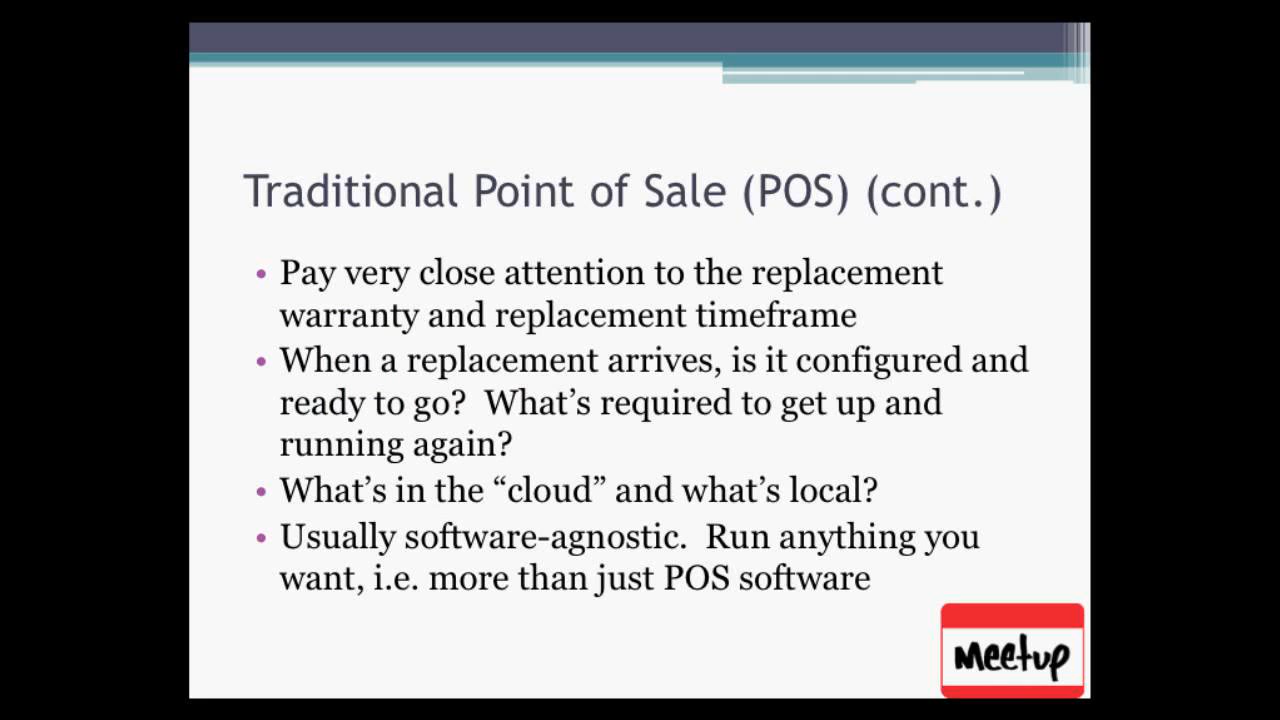 Traditional Point of Sale (POS) (cont.)
• Pay very close attention to the replacement
warranty and replacement timeframe
• When a replacement arrives, is it configured and
ready to go?  What’s required to get up and
running again?
• What’s in the “cloud” and what’s local?
• Usually software-agnostic.  Run anything you
want, i.e. more than just POS software
Meetup